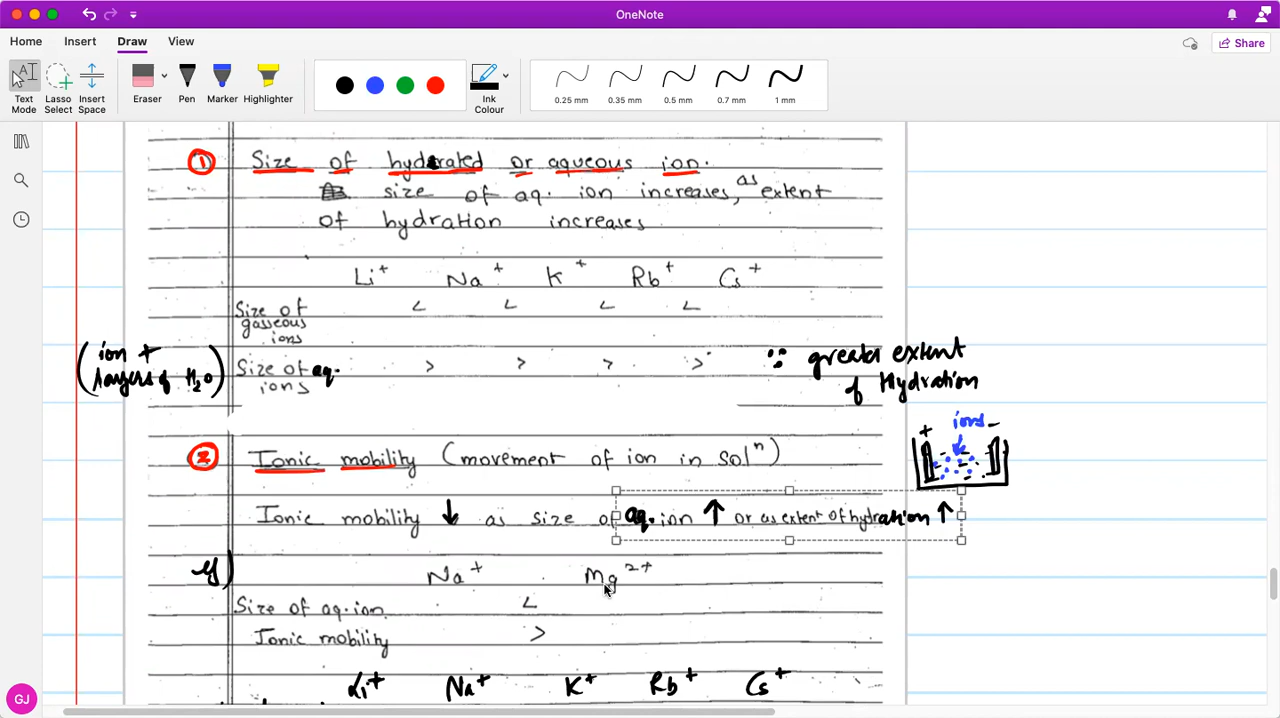 OneNote
Home Insert Draw View
Share
Text Mode
Lasso Select
Insert Space
Eraser
Pen
Marker
Highlighter
Ink Colour
0.25 mm 0.35 mm 0.5 mm 0.7 mm 1 mm
① Size of hydrated or aqueous ion.
size of aq. ion increases, as extent
of hydration increases
Li+ Na+ K+ Rb+ Cs+
Size of gasseous ions < < < <
(ion + layers of H2O) Size of aq. ions > > > > ∵ greater extent
of Hydration
ions
+ −
② Ionic mobility (movement of ion in solⁿ)
Ionic mobility ↓ as size of aq. ion ↑ or as extent of hydration ↑
eg) Na+ Mg2+
Size of aq. ion <
Ionic mobility >
Li+ Na+ K+ Rb+ Cs+
GJ